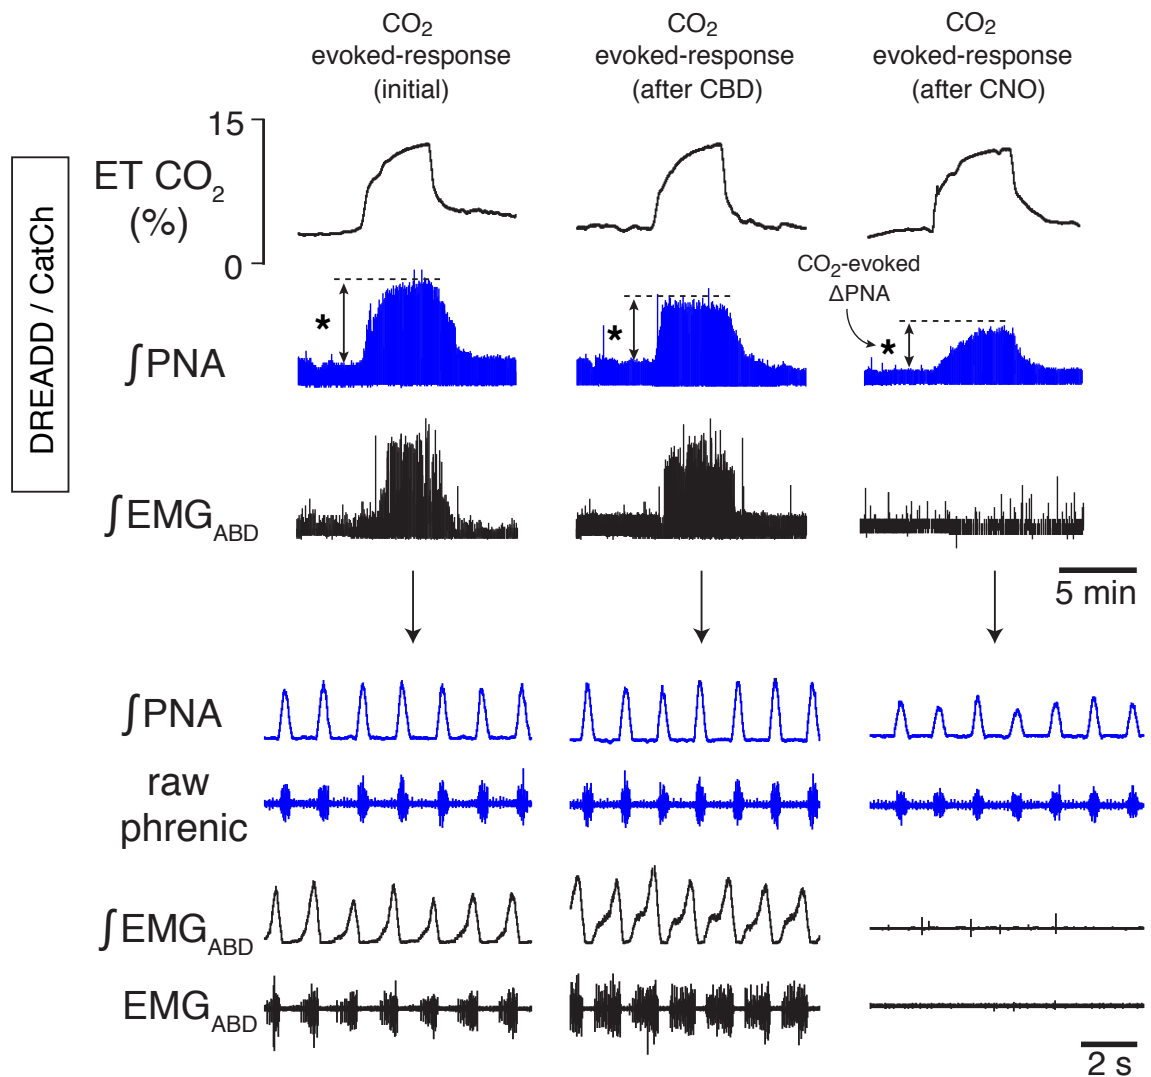 CO2
evoked-response
(initial)
CO2
evoked-response
(after CBD)
CO2
evoked-response
(after CNO)
DREADD / CatCh
15
ET CO2
(%)
0
CO2-evoked
ΔPNA
*
*
*
∫PNA
∫EMGABD
5 min
∫PNA
raw
phrenic
∫EMGABD
EMGABD
2 s